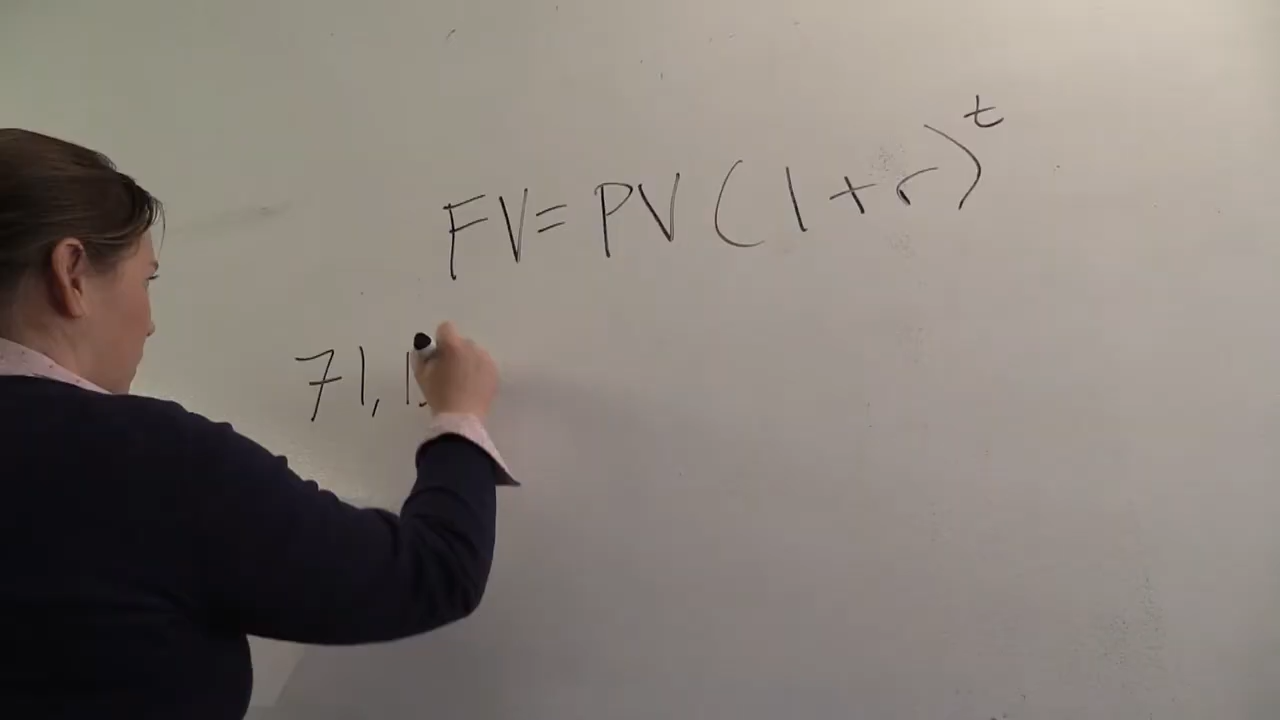 FV = PV (1 + r)^t
71,1